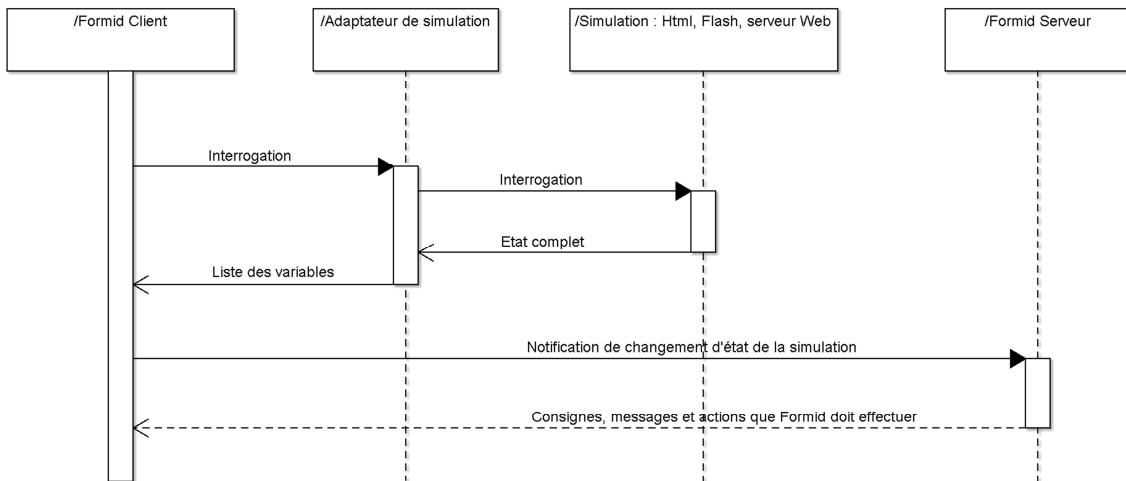 /Formid Client
/Adaptateur de simulation
/Simulation : Html, Flash, serveur Web
/Formid Serveur
Interrogation
Interrogation
Etat complet
Liste des variables
Notification de changement d'état de la simulation
Consignes, messages et actions que Formid doit effectuer